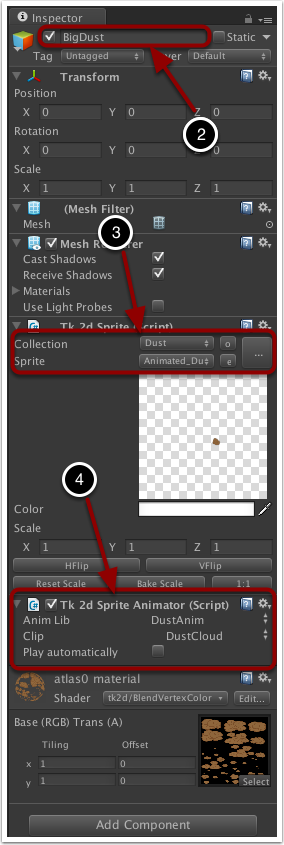 Inspector
BigDust
Static
Tag Untagged Layer Default
Transform
Position
X 0 Y 0 Z 0
2
Rotation
X 0 Y 0 0
Scale
X 1 Y 1 Z 1
(Mesh Filter)
Mesh
3
Mesh Renderer
Cast Shadows
Receive Shadows
Materials
Use Light Probes
Tk 2d Sprite (Script)
Collection Dust o ...
Sprite Animated_Du e
4
Color
Scale
X 1 Y 1 Z 1
HFlip VFlip
Reset Scale Bake Scale 1:1
Tk 2d Sprite Animator (Script)
Anim Lib DustAnim
Clip DustCloud
Play automatically
atlas0 material
Shader tk2d/BlendVertexColor Edit...
Base (RGB) Trans (A)
Tiling Offset
x 1 0
y 1 0
Select
Add Component